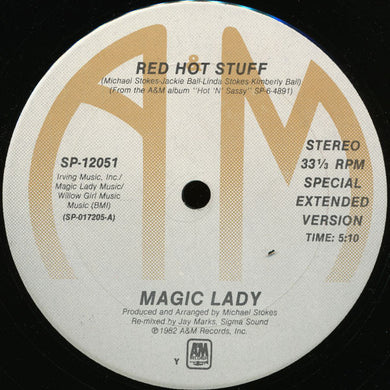 A&M
RED HOT STUFF
(Michael Stokes-Jackie Ball-Linda Stokes-Kimberly Ball)
(From the A&M album "Hot 'N' Sassy" SP-6-4891)
SP-12051
Irving Music, Inc./
Magic Lady Music/
Willow Girl Music
Music (BMI)
(SP-017205-A)
STEREO
33⅓ RPM
SPECIAL
EXTENDED
VERSION
TIME: 5:10
MAGIC LADY
Produced and Arranged by Michael Stokes
Re-mixed by Jay Marks, Sigma Sound
℗1982 A&M Records, Inc.
Y
A&M
RECORDS